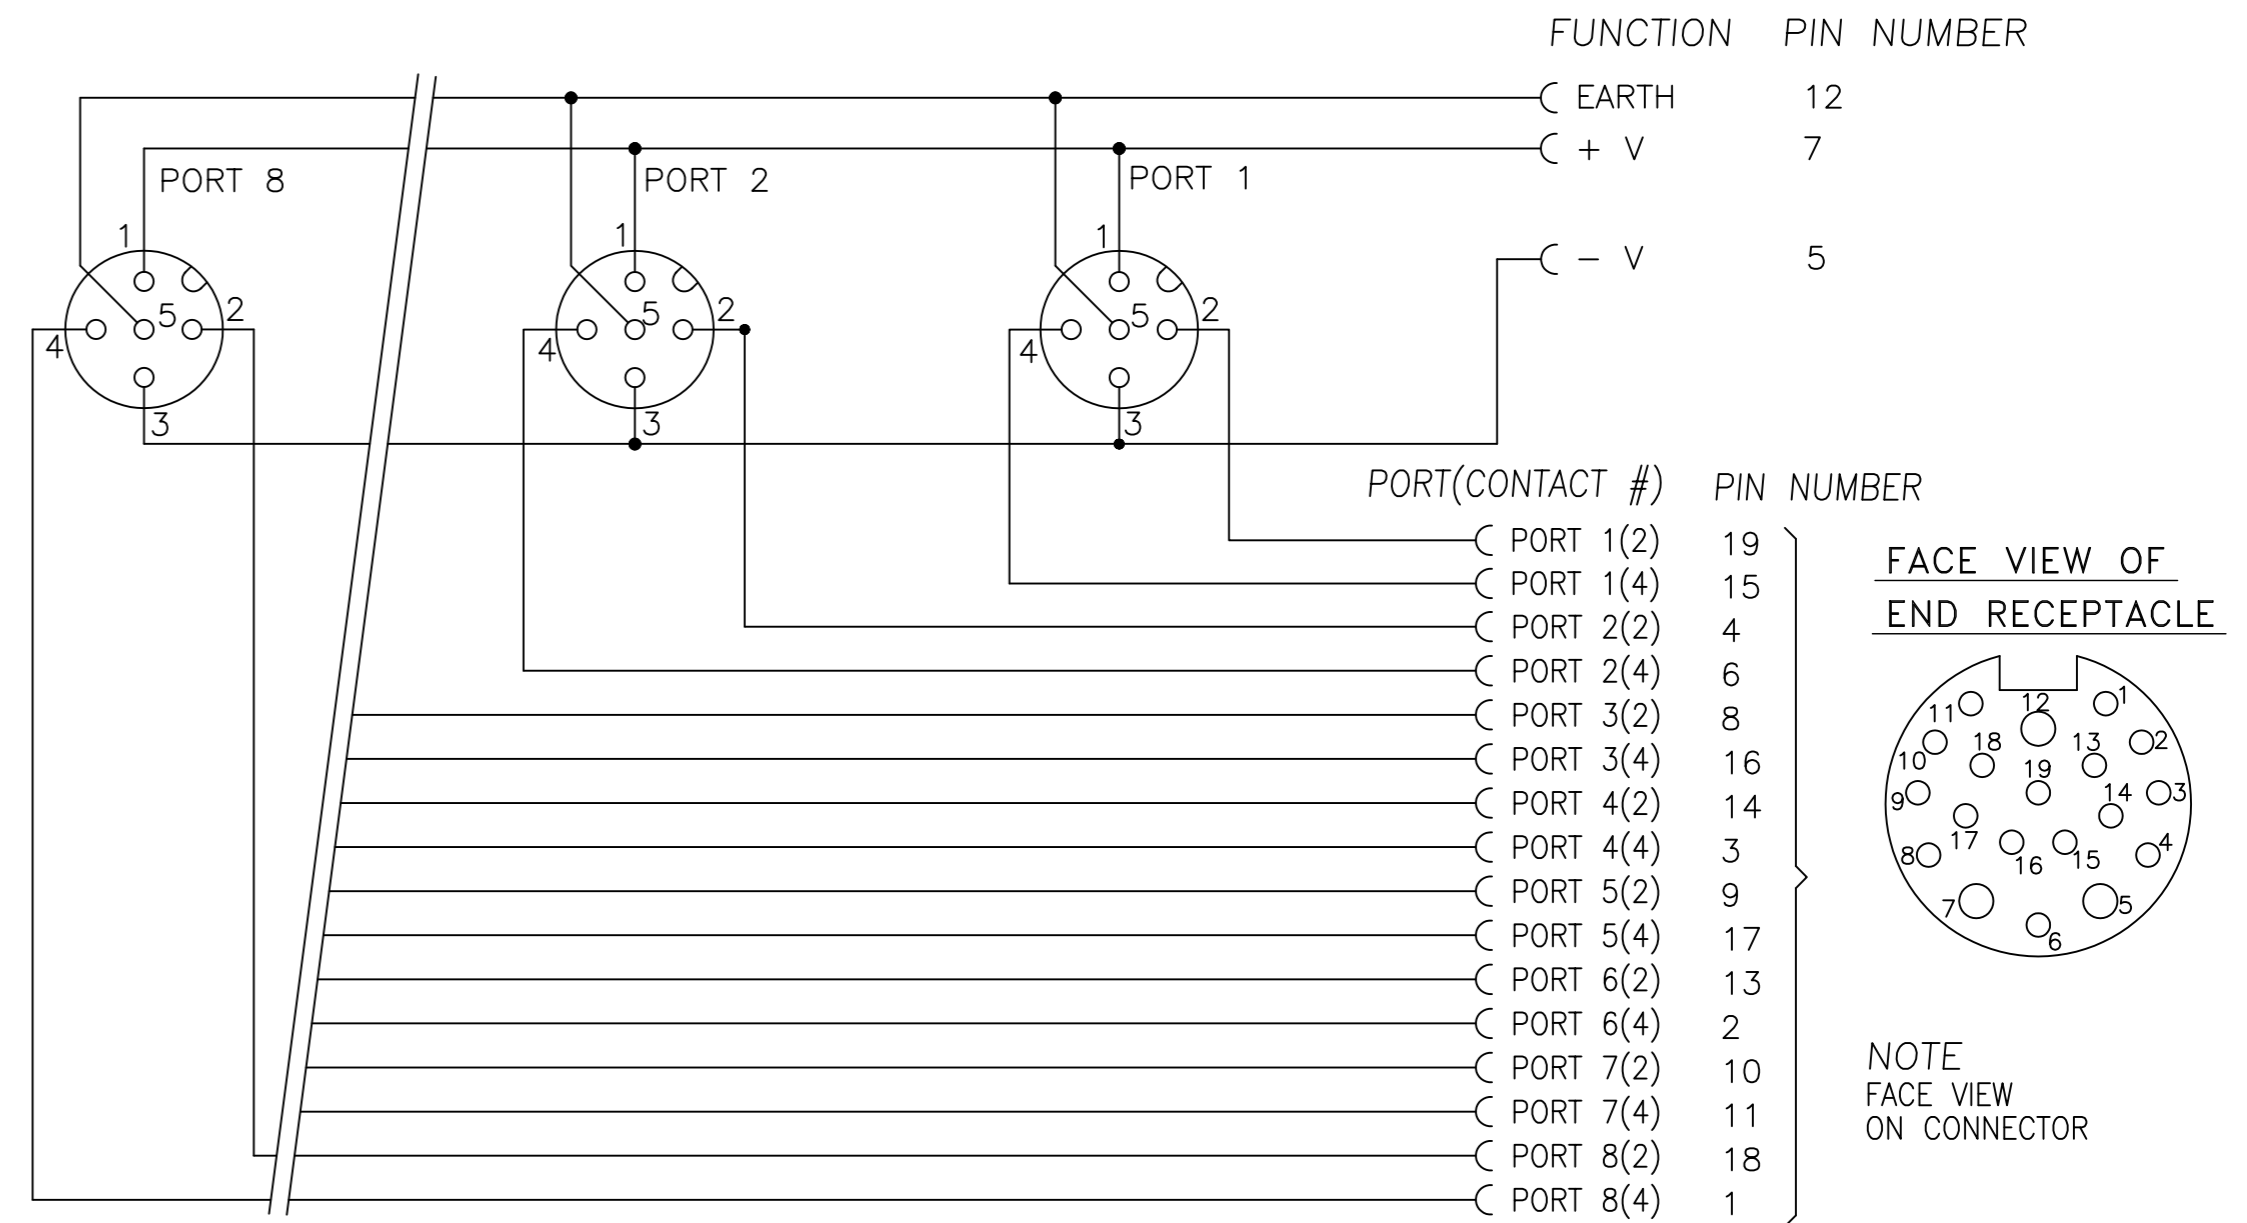 FUNCTION PIN NUMBER
EARTH 12
+ V 7
PORT 8 PORT 2 PORT 1
1 1 1
- V 5
5 2 5 2 5 2
4 4 4
3 3 3
PORT(CONTACT #) PIN NUMBER
PORT 1(2) 19
PORT 1(4) 15
PORT 2(2) 4
PORT 2(4) 6
PORT 3(2) 8
PORT 3(4) 16
PORT 4(2) 14
PORT 4(4) 3
PORT 5(2) 9
PORT 5(4) 17
PORT 6(2) 13
PORT 6(4) 2
PORT 7(2) 10
PORT 7(4) 11
PORT 8(2) 18
PORT 8(4) 1
FACE VIEW OF
END RECEPTACLE
11 12 1
10 18 13 2
9 19 14 3
8 17 16 15 4
7 5
6
NOTE
FACE VIEW
ON CONNECTOR